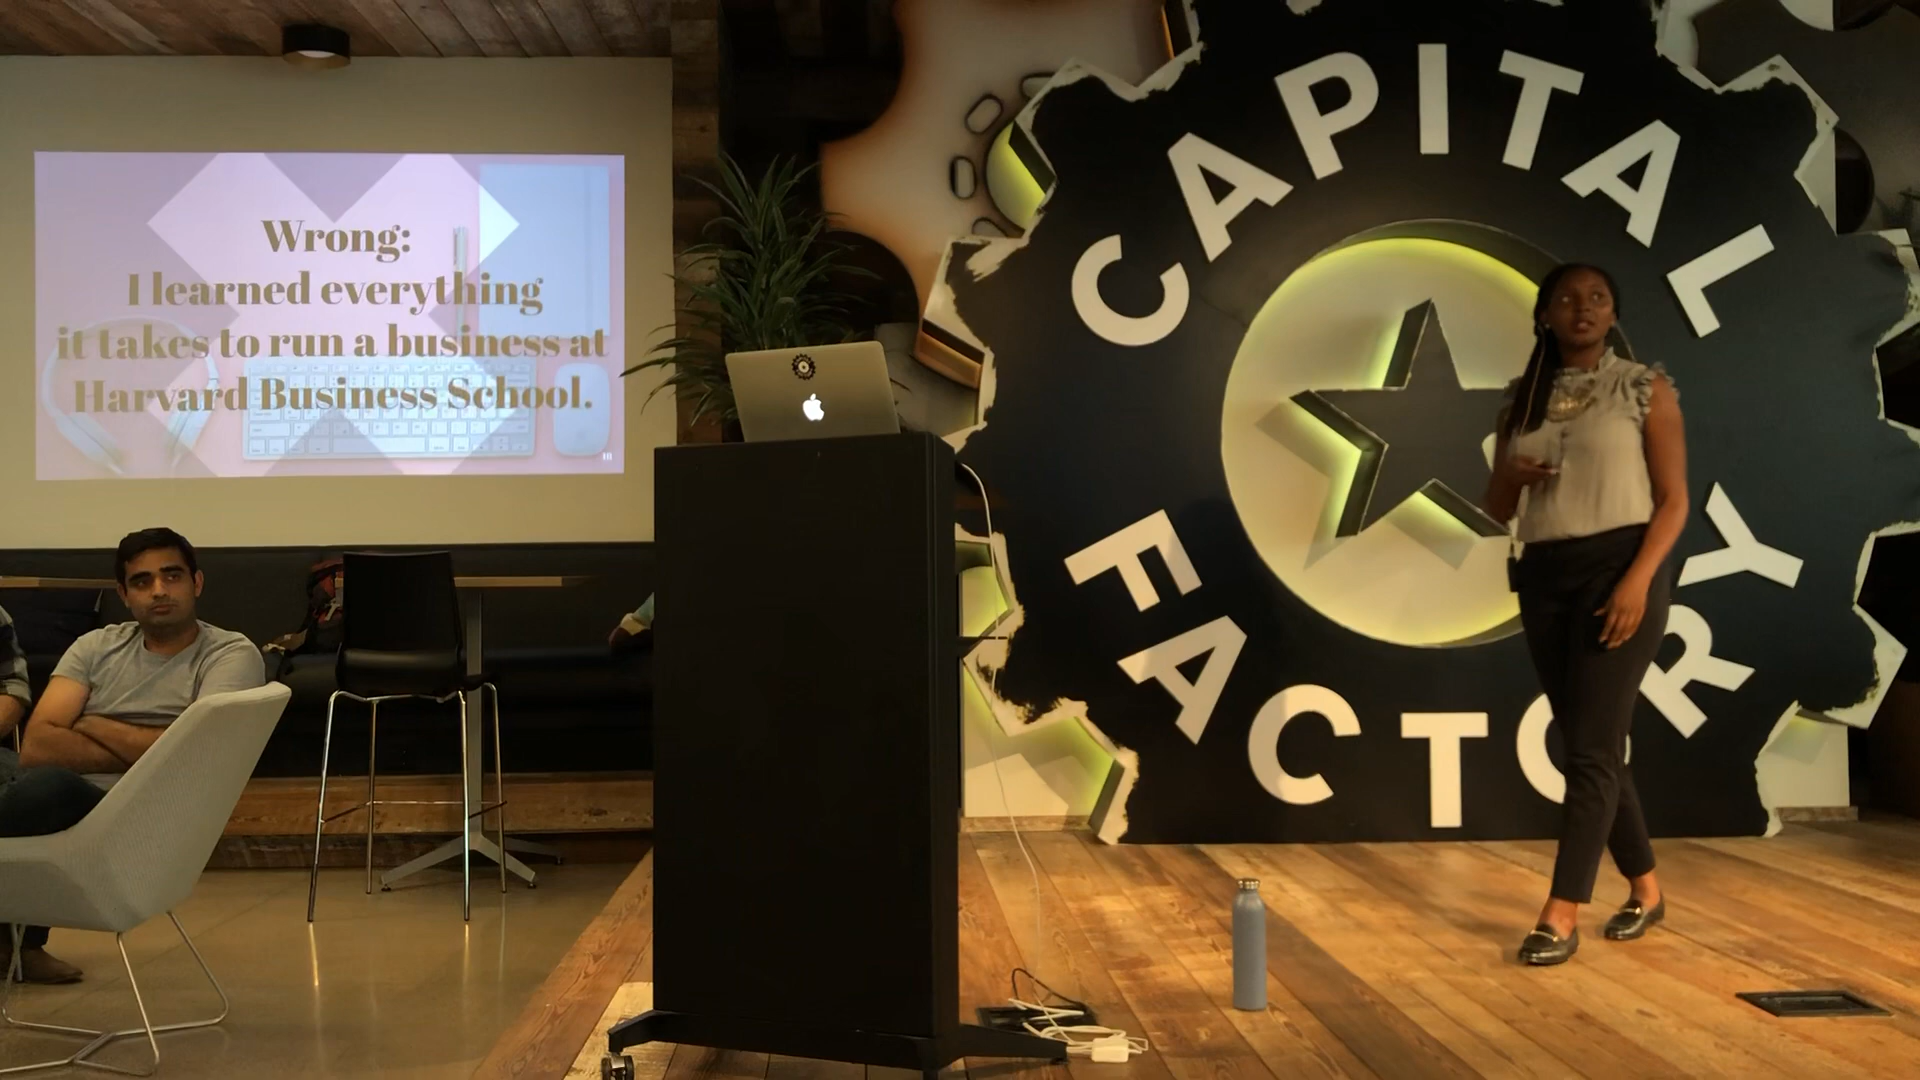 Wrong:
I learned everything
it takes to run a business at
Harvard Business School.
CAPITAL
FACTORY